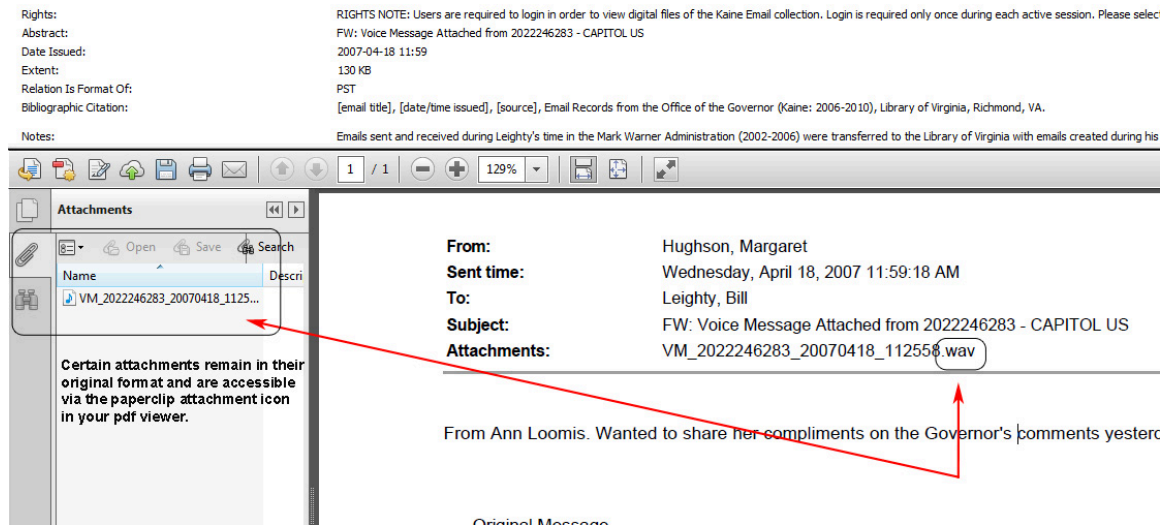 Rights: RIGHTS NOTE: Users are required to login in order to view digital files of the Kaine Email collection. Login is required only once during each active session. Please select
Abstract: FW: Voice Message Attached from 2022246283 - CAPITOL US
Date Issued: 2007-04-18 11:59
Extent: 130 KB
Relation Is Format Of: PST
Bibliographic Citation: [email title], [date/time issued], [source], Email Records from the Office of the Governor (Kaine: 2006-2010), Library of Virginia, Richmond, VA.
Notes: Emails sent and received during Leighty's time in the Mark Warner Administration (2002-2006) were transferred to the Library of Virginia with emails created during his
1 / 1 129%
Attachments
Open Save Search
Name Descri
VM_2022246283_20070418_1125...
Certain attachments remain in their
original format and are accessible
via the paperclip attachment icon
in your pdf viewer.
From: Hughson, Margaret
Sent time: Wednesday, April 18, 2007 11:59:18 AM
To: Leighty, Bill
Subject: FW: Voice Message Attached from 2022246283 - CAPITOL US
Attachments: VM_2022246283_20070418_112558.wav
From Ann Loomis. Wanted to share her compliments on the Governor's comments yesterd
Original Message